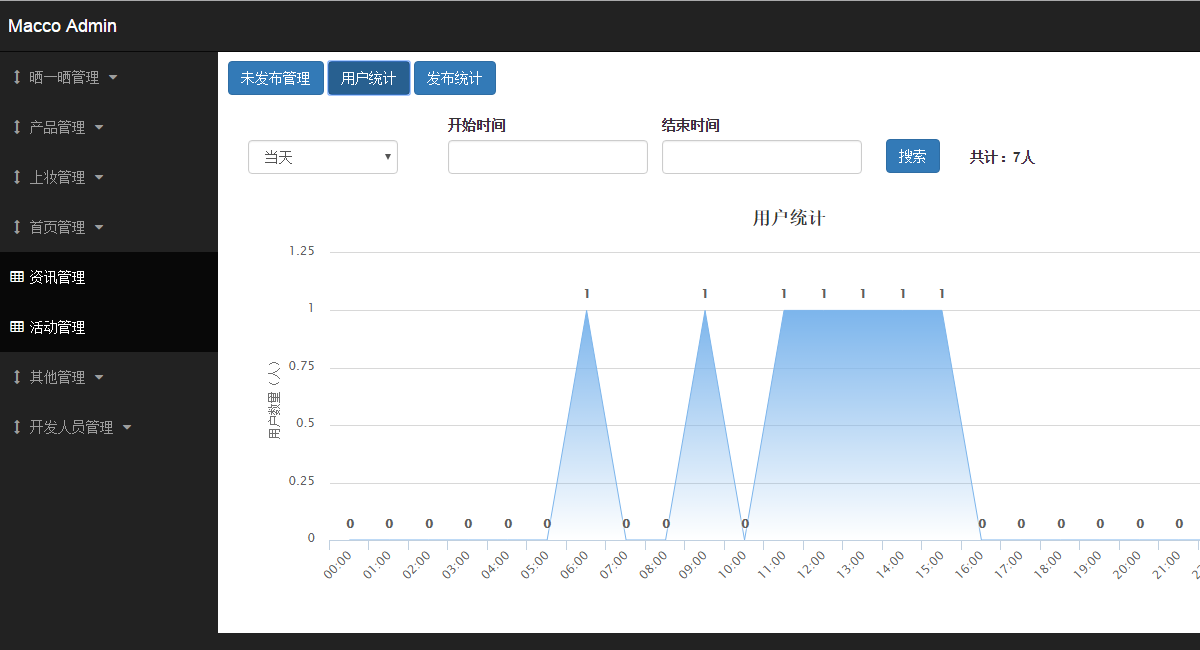 Macco Admin
晒一晒管理
产品管理
上妆管理
首页管理
资讯管理
活动管理
其他管理
开发人员管理
未发布管理 用户统计 发布统计
开始时间 结束时间
当天 搜索 共计：7人
用户统计
用户数里（人）
1.25
1
0.75
0.5
0.25
0
1 1 1 1 1 1 1
0 0 0 0 0 0 0 0 0 0 0 0 0 0 0
00:00 01:00 02:00 03:00 04:00 05:00 06:00 07:00 08:00 09:00 10:00 11:00 12:00 13:00 14:00 15:00 16:00 17:00 18:00 19:00 20:00 21:00